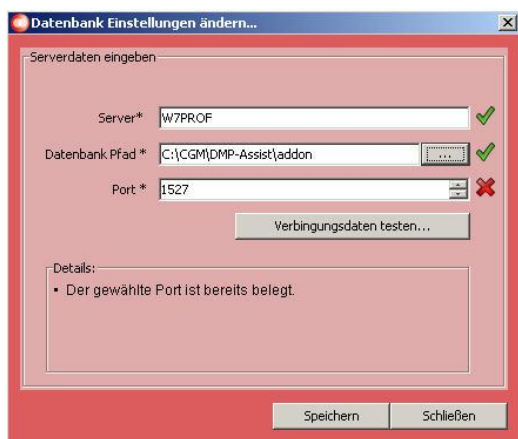 Datenbank Einstellungen ändern...
Serverdaten eingeben
Server* W7PROF
Datenbank Pfad * C:\CGM\DMP-Assist\addon ...
Port * 1527
Verbingungsdaten testen...
Details:
• Der gewählte Port ist bereits belegt.
Speichern Schließen